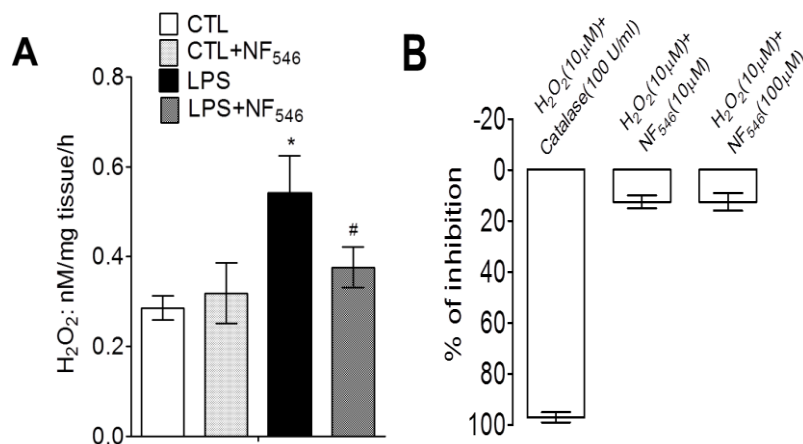 A
CTL
CTL+NF₅₄₆
LPS
LPS+NF₅₄₆
H₂O₂: nM/mg tissue/h
0.8
0.6
0.4
0.2
0.0
*
#
B
H₂O₂(10µM)+
Catalase(100 U/ml)
H₂O₂(10µM)+
NF₅₄₆(10µM)
H₂O₂(10µM)+
NF₅₄₆(100µM)
% of inhibition
-20
0
20
40
60
80
100